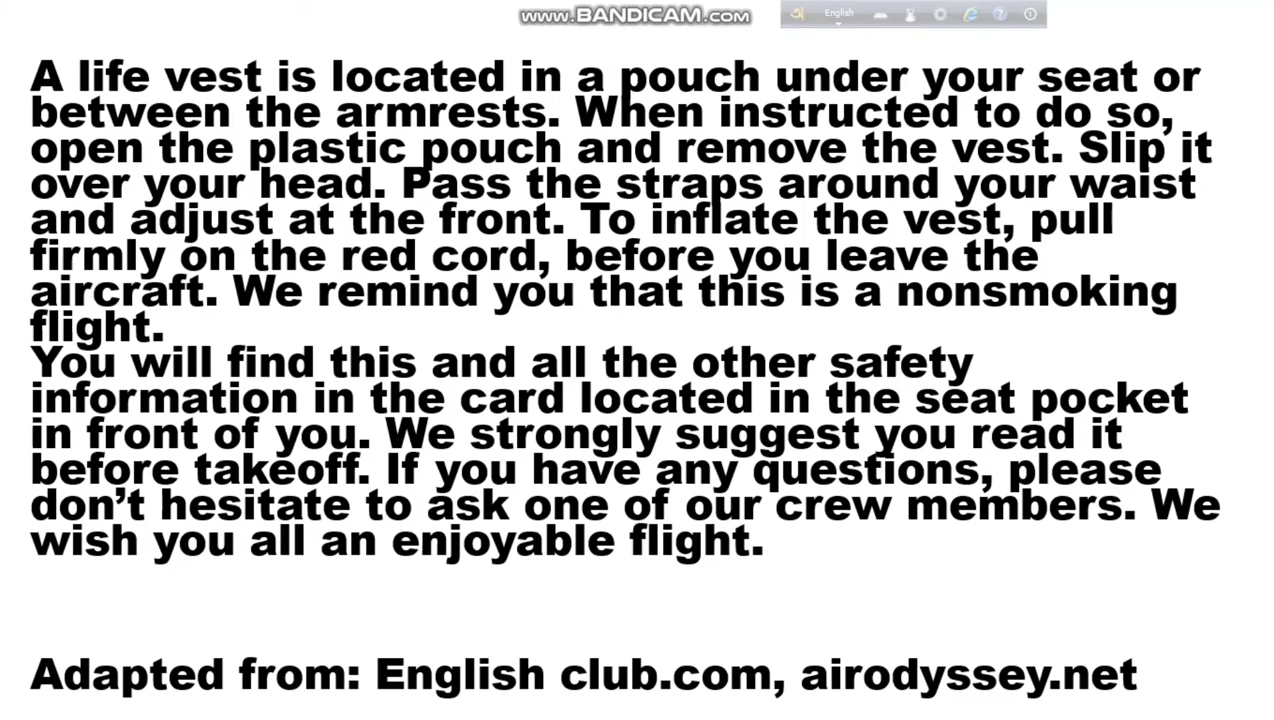 www.BANDICAM.com
English
A life vest is located in a pouch under your seat or
between the armrests. When instructed to do so,
open the plastic pouch and remove the vest. Slip it
over your head. Pass the straps around your waist
and adjust at the front. To inflate the vest, pull
firmly on the red cord, before you leave the
aircraft. We remind you that this is a nonsmoking
flight.
You will find this and all the other safety
information in the card located in the seat pocket
in front of you. We strongly suggest you read it
before takeoff. If you have any questions, please
don’t hesitate to ask one of our crew members. We
wish you all an enjoyable flight.
Adapted from: English club.com, airodyssey.net